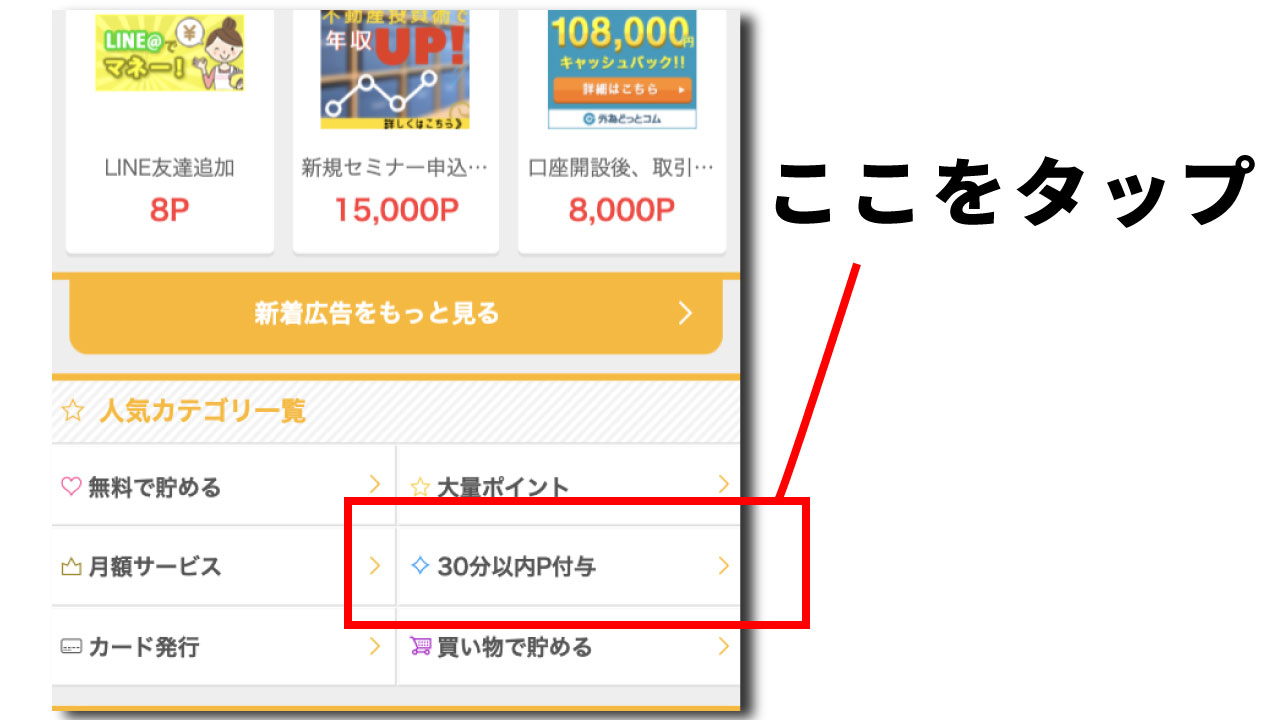 LINE@で
マネー!
不動産投資術で
年収UP!
詳しくはこちら》
108,000円
キャッシュバック!!
詳細はこちら
外為どっとコム
LINE友達追加
新規セミナー申込…
口座開設後、取引…
8P
15,000P
8,000P
ここをタップ
新着広告をもっと見る
人気カテゴリ一覧
無料で貯める
大量ポイント
月額サービス
30分以内P付与
カード発行
買い物で貯める